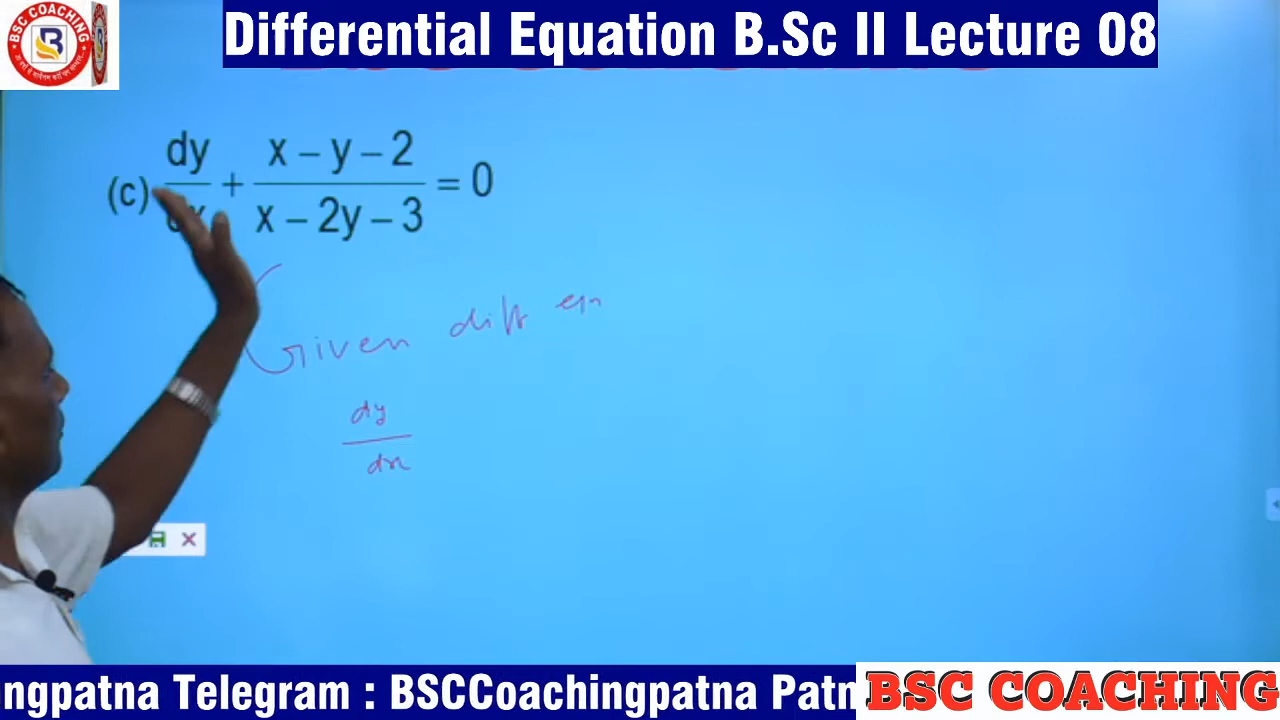 BSC COACHING
Differential Equation B.Sc II Lecture 08
(c) dy/dx + x – y – 2/x – 2y – 3 = 0
Given diff eqn
dy
dx
ngpatna Telegram : BSCCoachingpatna Patn
BSC COACHING